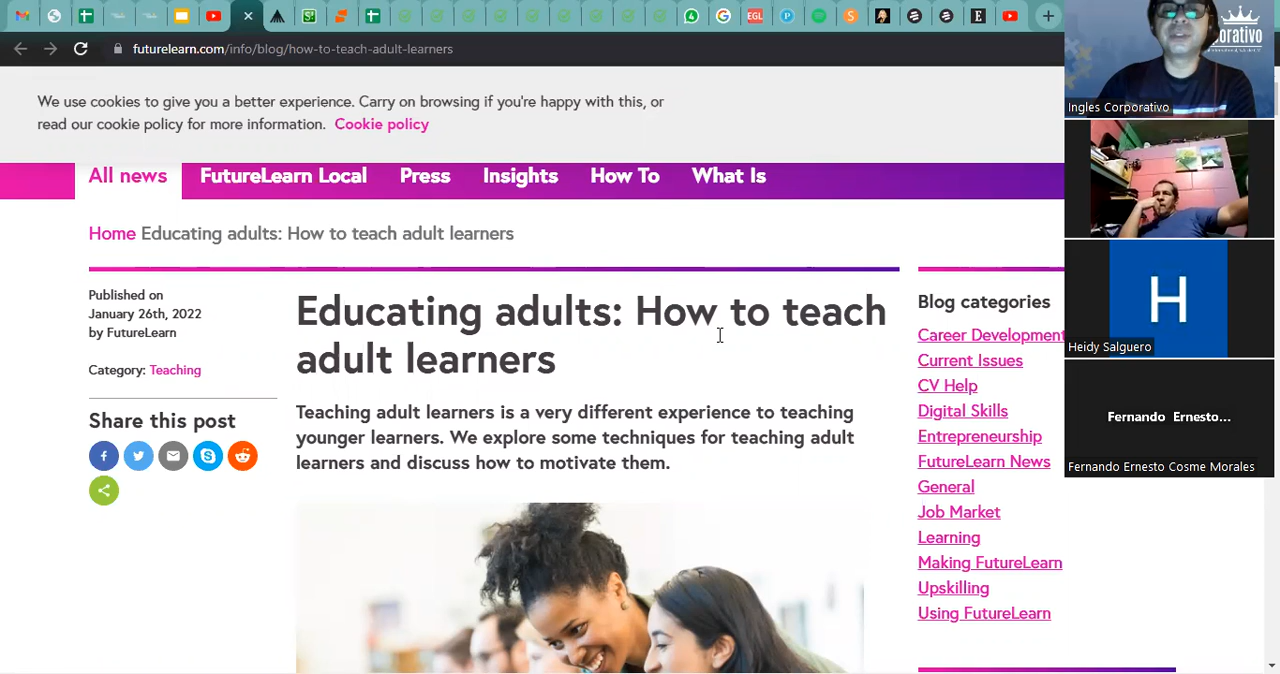 futurelearn.com/info/blog/how-to-teach-adult-learners
We use cookies to give you a better experience. Carry on browsing if you're happy with this, or
read our cookie policy for more information. Cookie policy
All news FutureLearn Local Press Insights How To What Is
Home Educating adults: How to teach adult learners
Published on
January 26th, 2022
by FutureLearn
Category: Teaching
Share this post
Educating adults: How to teach
adult learners
Teaching adult learners is a very different experience to teaching
younger learners. We explore some techniques for teaching adult
learners and discuss how to motivate them.
Blog categories
Career Development
Current Issues
CV Help
Digital Skills
Entrepreneurship
FutureLearn News
General
Job Market
Learning
Making FutureLearn
Upskilling
Using FutureLearn
orporativo
Ingles Corporativo
H
Heidy Salguero
Fernando Ernesto...
Fernando Ernesto Cosme Morales